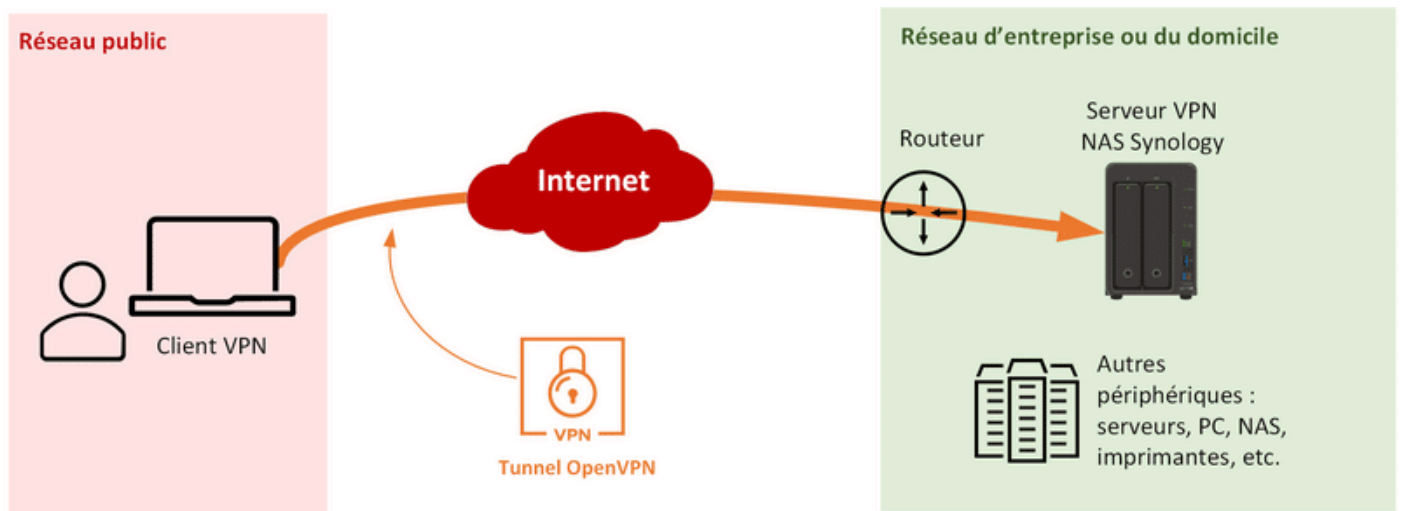 Réseau public
Réseau d'entreprise ou du domicile
Serveur VPN
NAS Synology
Routeur
Internet
Client VPN
VPN
Tunnel OpenVPN
Autres
périphériques :
serveurs, PC, NAS,
imprimantes, etc.